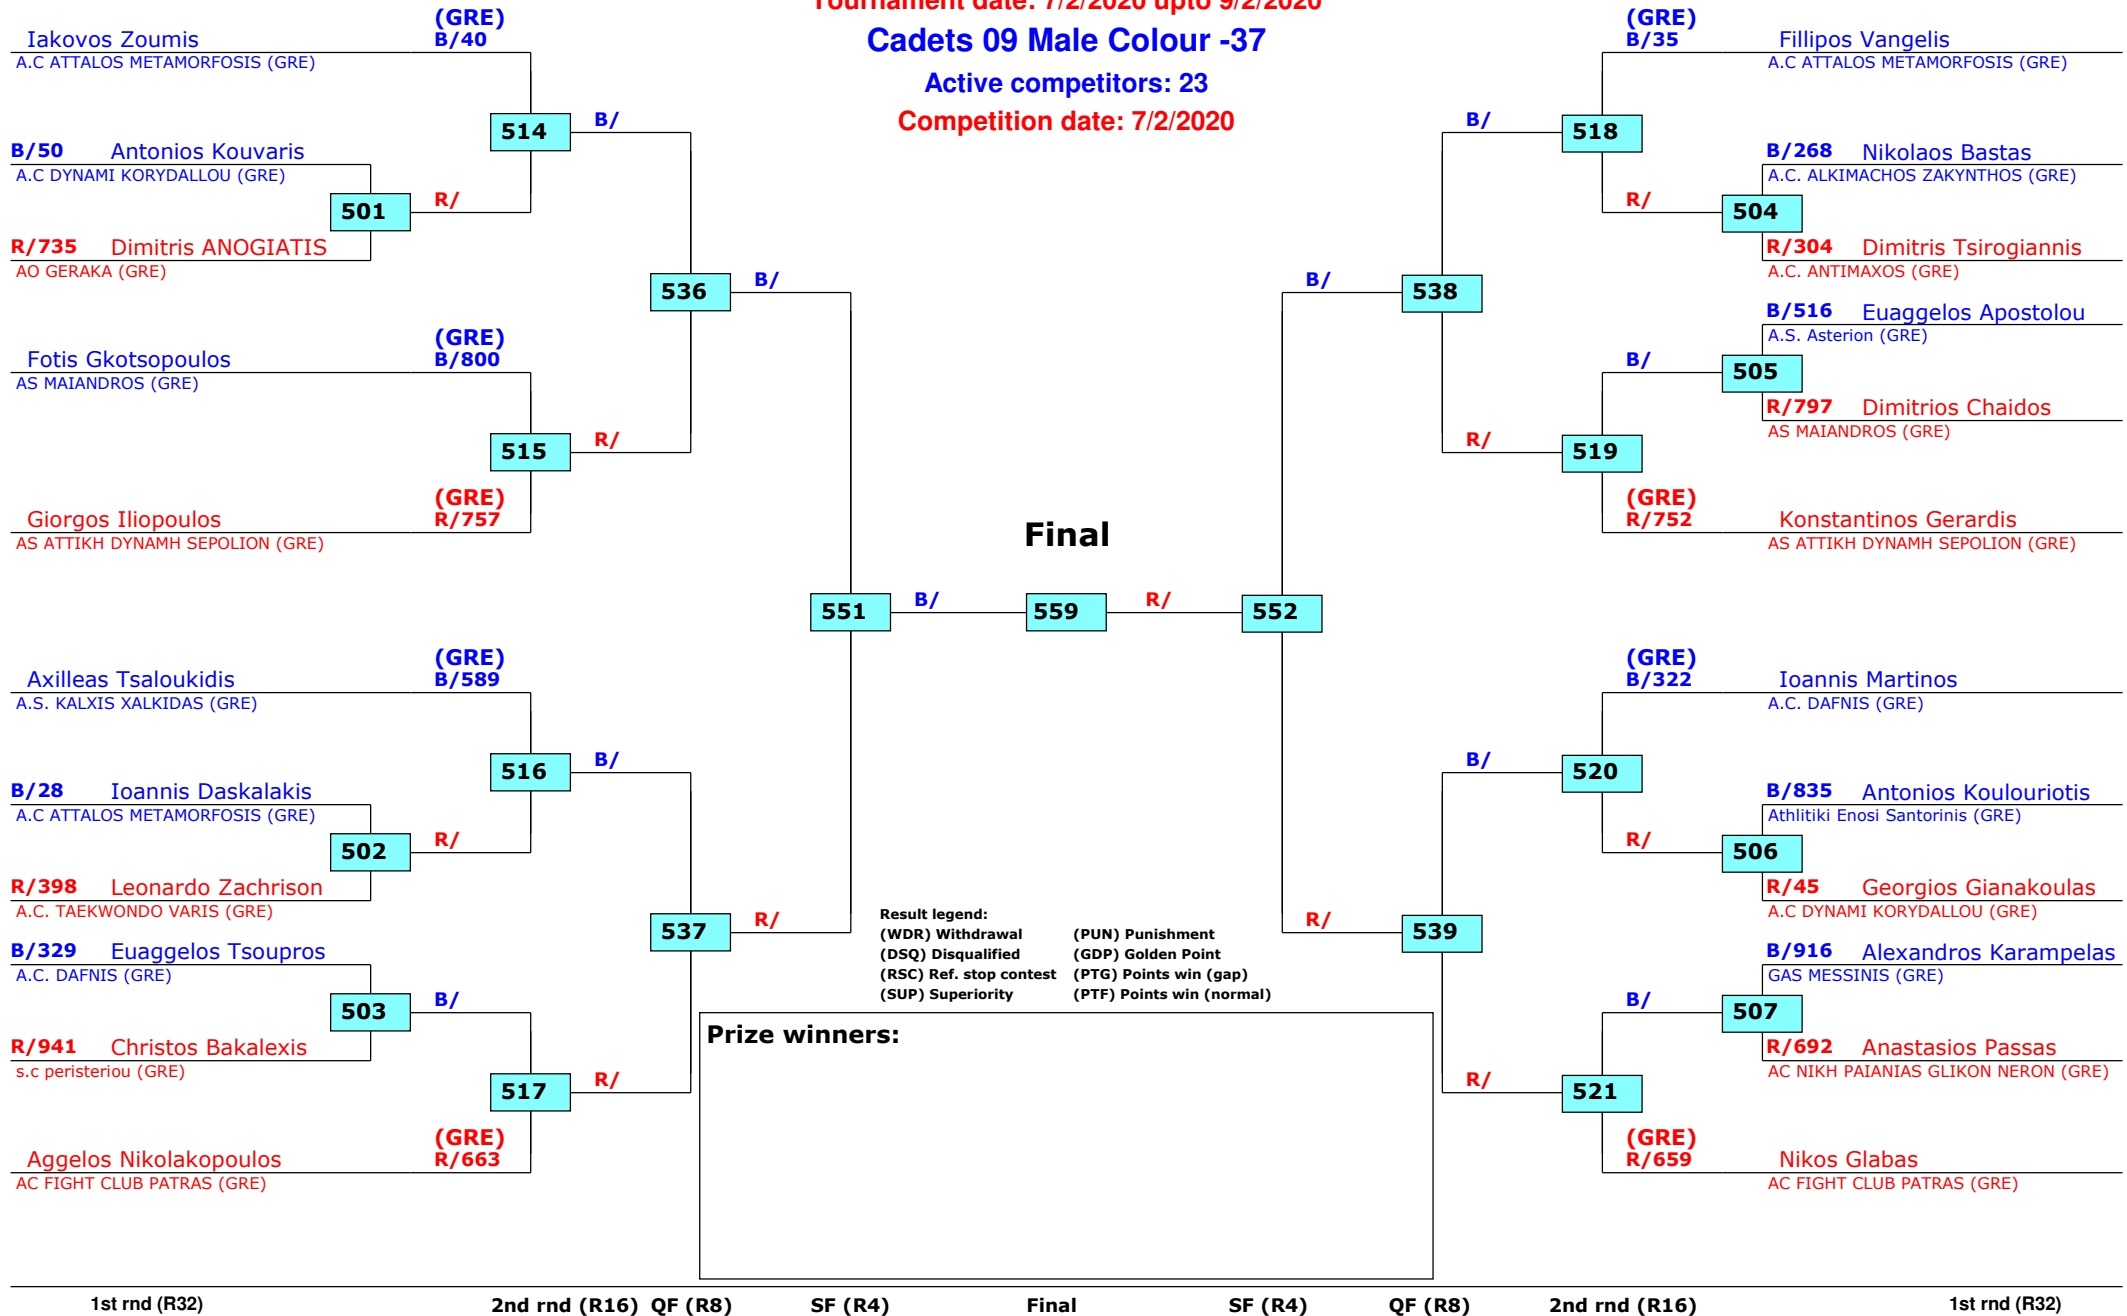 Tournament date: 7/2/2020 upto 9/2/2020
Cadets 09 Male Colour -37
Active competitors: 23
Competition date: 7/2/2020
(GRE)
Iakovos Zoumis B/40
A.C ATTALOS METAMORFOSIS (GRE)
514 B/
B/50 Antonios Kouvaris
A.C DYNAMI KORYDALLOU (GRE)
501 R/
R/735 Dimitris ANOGIATIS
AO GERAKA (GRE)
536 B/
(GRE)
Fotis Gkotsopoulos B/800
AS MAIANDROS (GRE)
515 R/
(GRE)
Giorgos Iliopoulos R/757
AS ATTIKH DYNAMH SEPOLION (GRE)
551 B/
(GRE)
Axilleas Tsaloukidis B/589
A.S. KALXIS XALKIDAS (GRE)
516 B/
B/28 Ioannis Daskalakis
A.C ATTALOS METAMORFOSIS (GRE)
502 R/
R/398 Leonardo Zachrison
A.C. TAEKWONDO VARIS (GRE)
537 R/
B/329 Euaggelos Tsoupros
A.C. DAFNIS (GRE)
503 B/
R/941 Christos Bakalexis
s.c peristeriou (GRE)
517 R/
(GRE)
Aggelos Nikolakopoulos R/663
AC FIGHT CLUB PATRAS (GRE)
Final
559
(GRE)
B/35 Fillipos Vangelis
A.C ATTALOS METAMORFOSIS (GRE)
B/ 518
B/268 Nikolaos Bastas
A.C. ALKIMACHOS ZAKYNTHOS (GRE)
R/ 504
R/304 Dimitris Tsirogiannis
A.C. ANTIMAXOS (GRE)
B/ 538
B/516 Euaggelos Apostolou
A.S. Asterion (GRE)
B/ 505
R/797 Dimitrios Chaidos
AS MAIANDROS (GRE)
R/ 519
(GRE)
R/752 Konstantinos Gerardis
AS ATTIKH DYNAMH SEPOLION (GRE)
R/ 552
(GRE)
B/322 Ioannis Martinos
A.C. DAFNIS (GRE)
B/ 520
B/835 Antonios Koulouriotis
Athlitiki Enosi Santorinis (GRE)
R/ 506
R/45 Georgios Gianakoulas
A.C DYNAMI KORYDALLOU (GRE)
R/ 539
B/916 Alexandros Karampelas
GAS MESSINIS (GRE)
B/ 507
R/692 Anastasios Passas
AC NIKH PAIANIAS GLIKON NERON (GRE)
R/ 521
(GRE)
R/659 Nikos Glabas
AC FIGHT CLUB PATRAS (GRE)
Result legend:
(WDR) Withdrawal (PUN) Punishment
(DSQ) Disqualified (GDP) Golden Point
(RSC) Ref. stop contest (PTG) Points win (gap)
(SUP) Superiority (PTF) Points win (normal)
Prize winners:
1st rnd (R32) 2nd rnd (R16) QF (R8) SF (R4) Final SF (R4) QF (R8) 2nd rnd (R16) 1st rnd (R32)